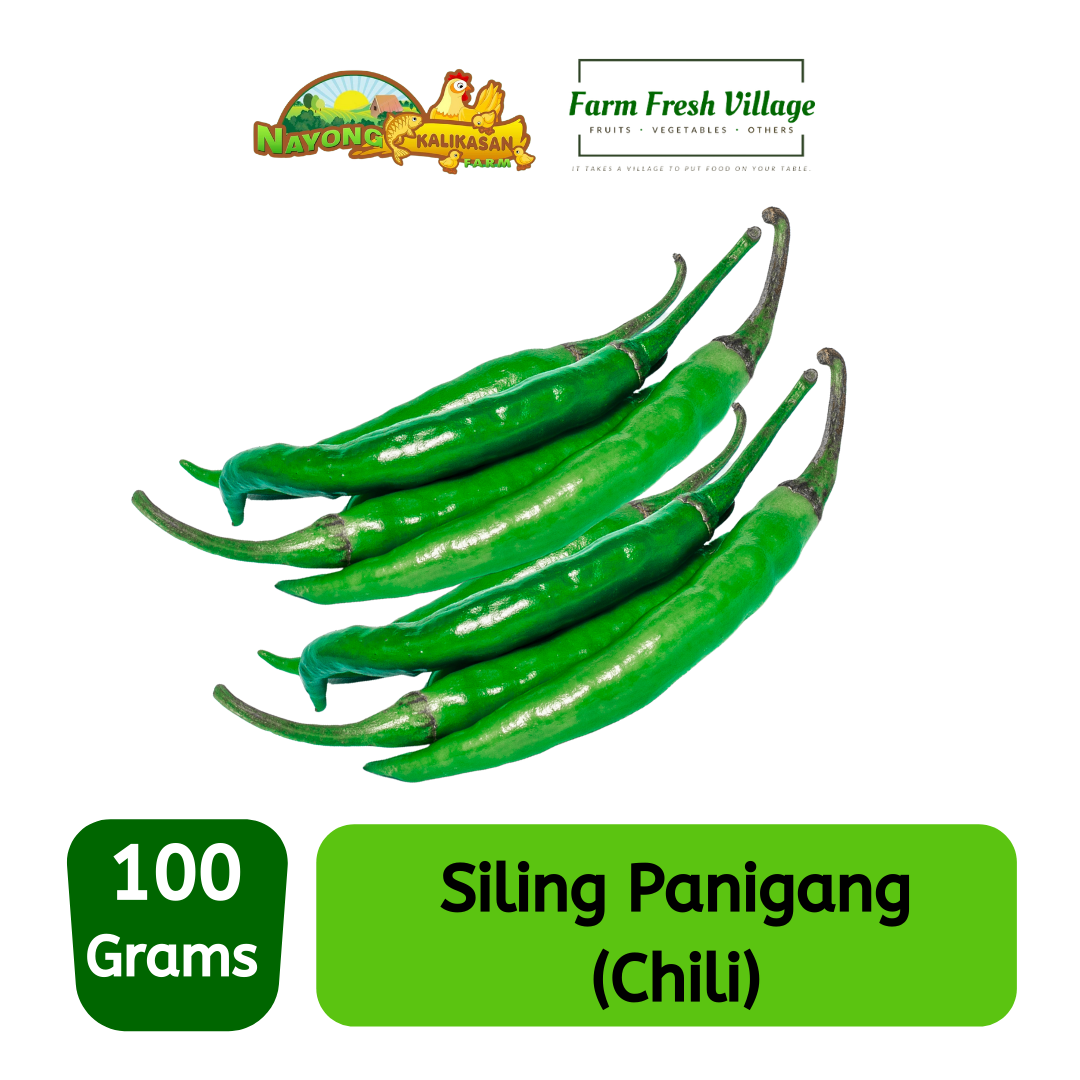 NAYONG
KALIKASAN
FARM
Farm Fresh Village
FRUITS • VEGETABLES • OTHERS
IT TAKES A VILLAGE TO PUT FOOD ON YOUR TABLE.
100
Grams
Siling Panigang
(Chili)